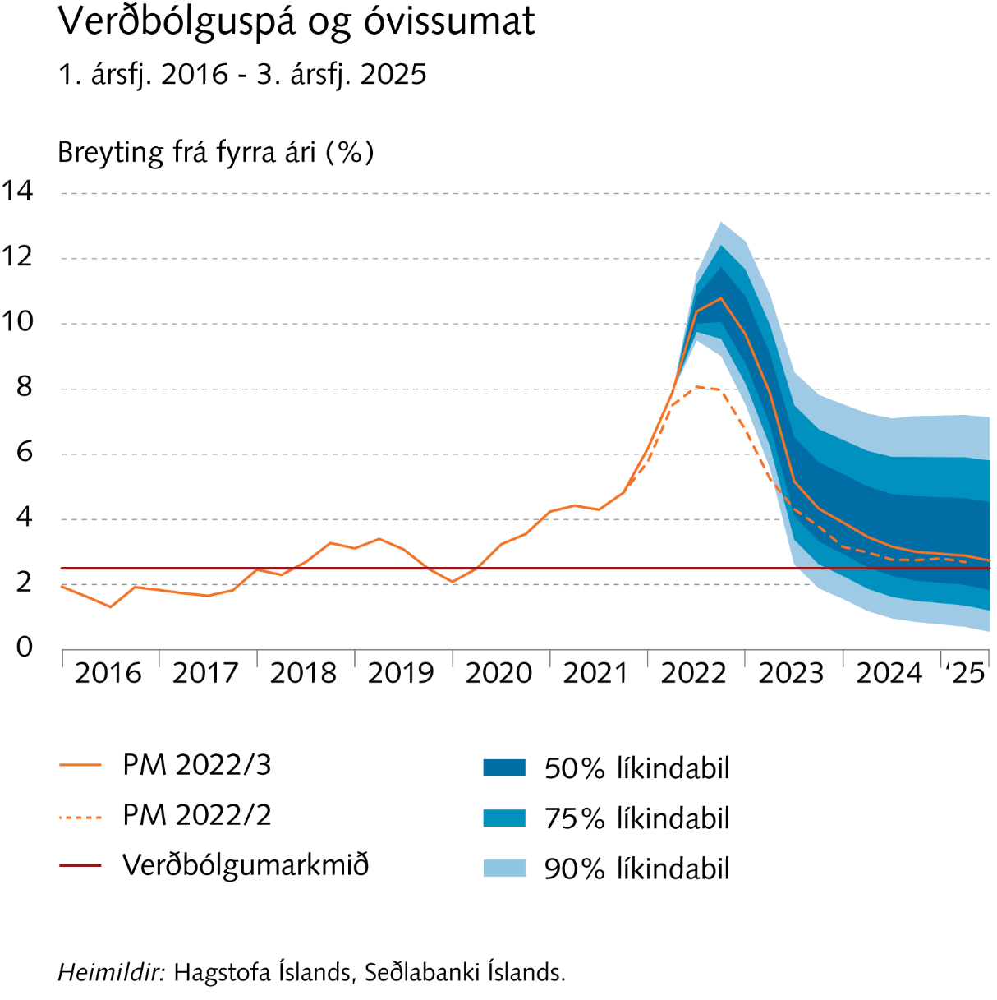 Verðbólguspá og óvissumat
1. ársfj. 2016 - 3. ársfj. 2025
Breyting frá fyrra ári (%)
14
12
10
8
6
4
2
0
2016 2017 2018 2019 2020 2021 2022 2023 2024 ‘25
PM 2022/3
PM 2022/2
Verðbólgumarkmið
50% líkindabil
75% líkindabil
90% líkindabil
Heimildir: Hagstofa Íslands, Seðlabanki Íslands.